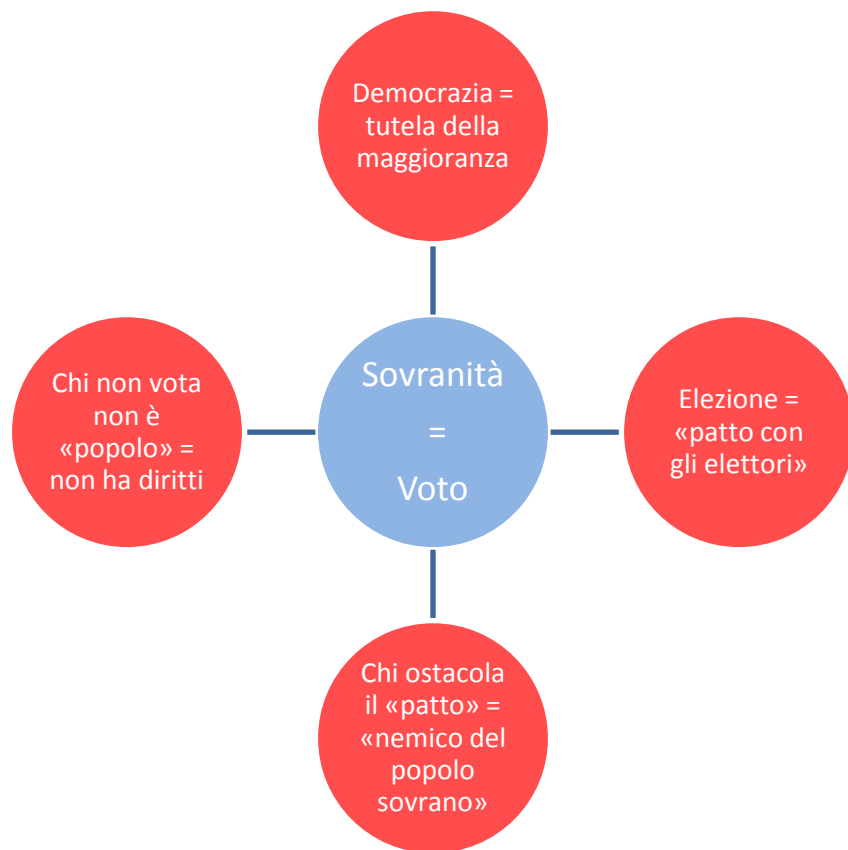 Democrazia =
tutela della
maggioranza
Chi non vota
non è
«popolo» =
non ha diritti
Sovranità
=
Voto
Elezione =
«patto con
gli elettori»
Chi ostacola
il «patto» =
«nemico del
popolo
sovrano»